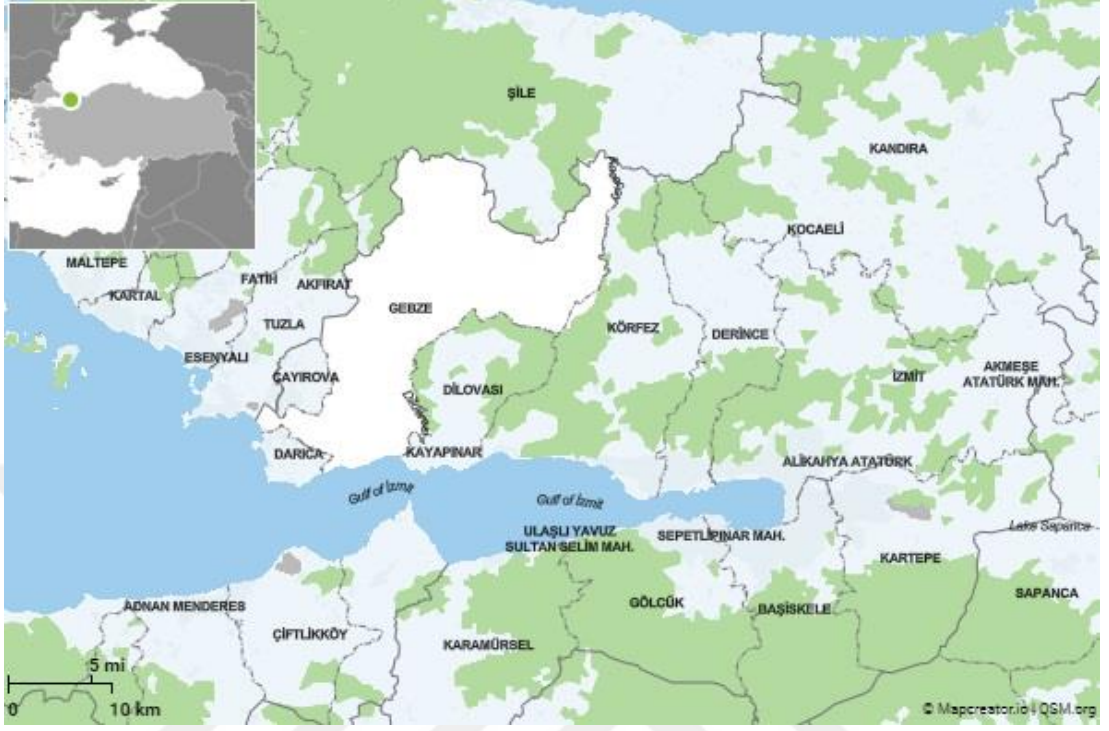 ŞİLE
KANDIRA
KOCAELİ
MALTEPE
KARTAL
FATİH
AKFIRAT
TUZLA
GEBZE
KÖRFEZ
DERİNCE
ESENYALI
ÇAYIROVA
DİLOVASI
İZMİT
AKMEŞE
ATATÜRK MAH.
DARICA
KAYAPINAR
ALİKAHYA ATATÜRK
Gulf of İzmit
Gulf of İzmit
ULAŞLI YAVUZ
SULTAN SELİM MAH.
SEPETLİPINAR MAH.
Lake Sapanca
KARTEPE
SAPANCA
ADNAN MENDERES
GÖLCÜK
BAŞİSKELE
ÇİFTLİKKÖY
KARAMÜRSEL
5 mi
0
10 km
© Mapcreator.io | OSM.org